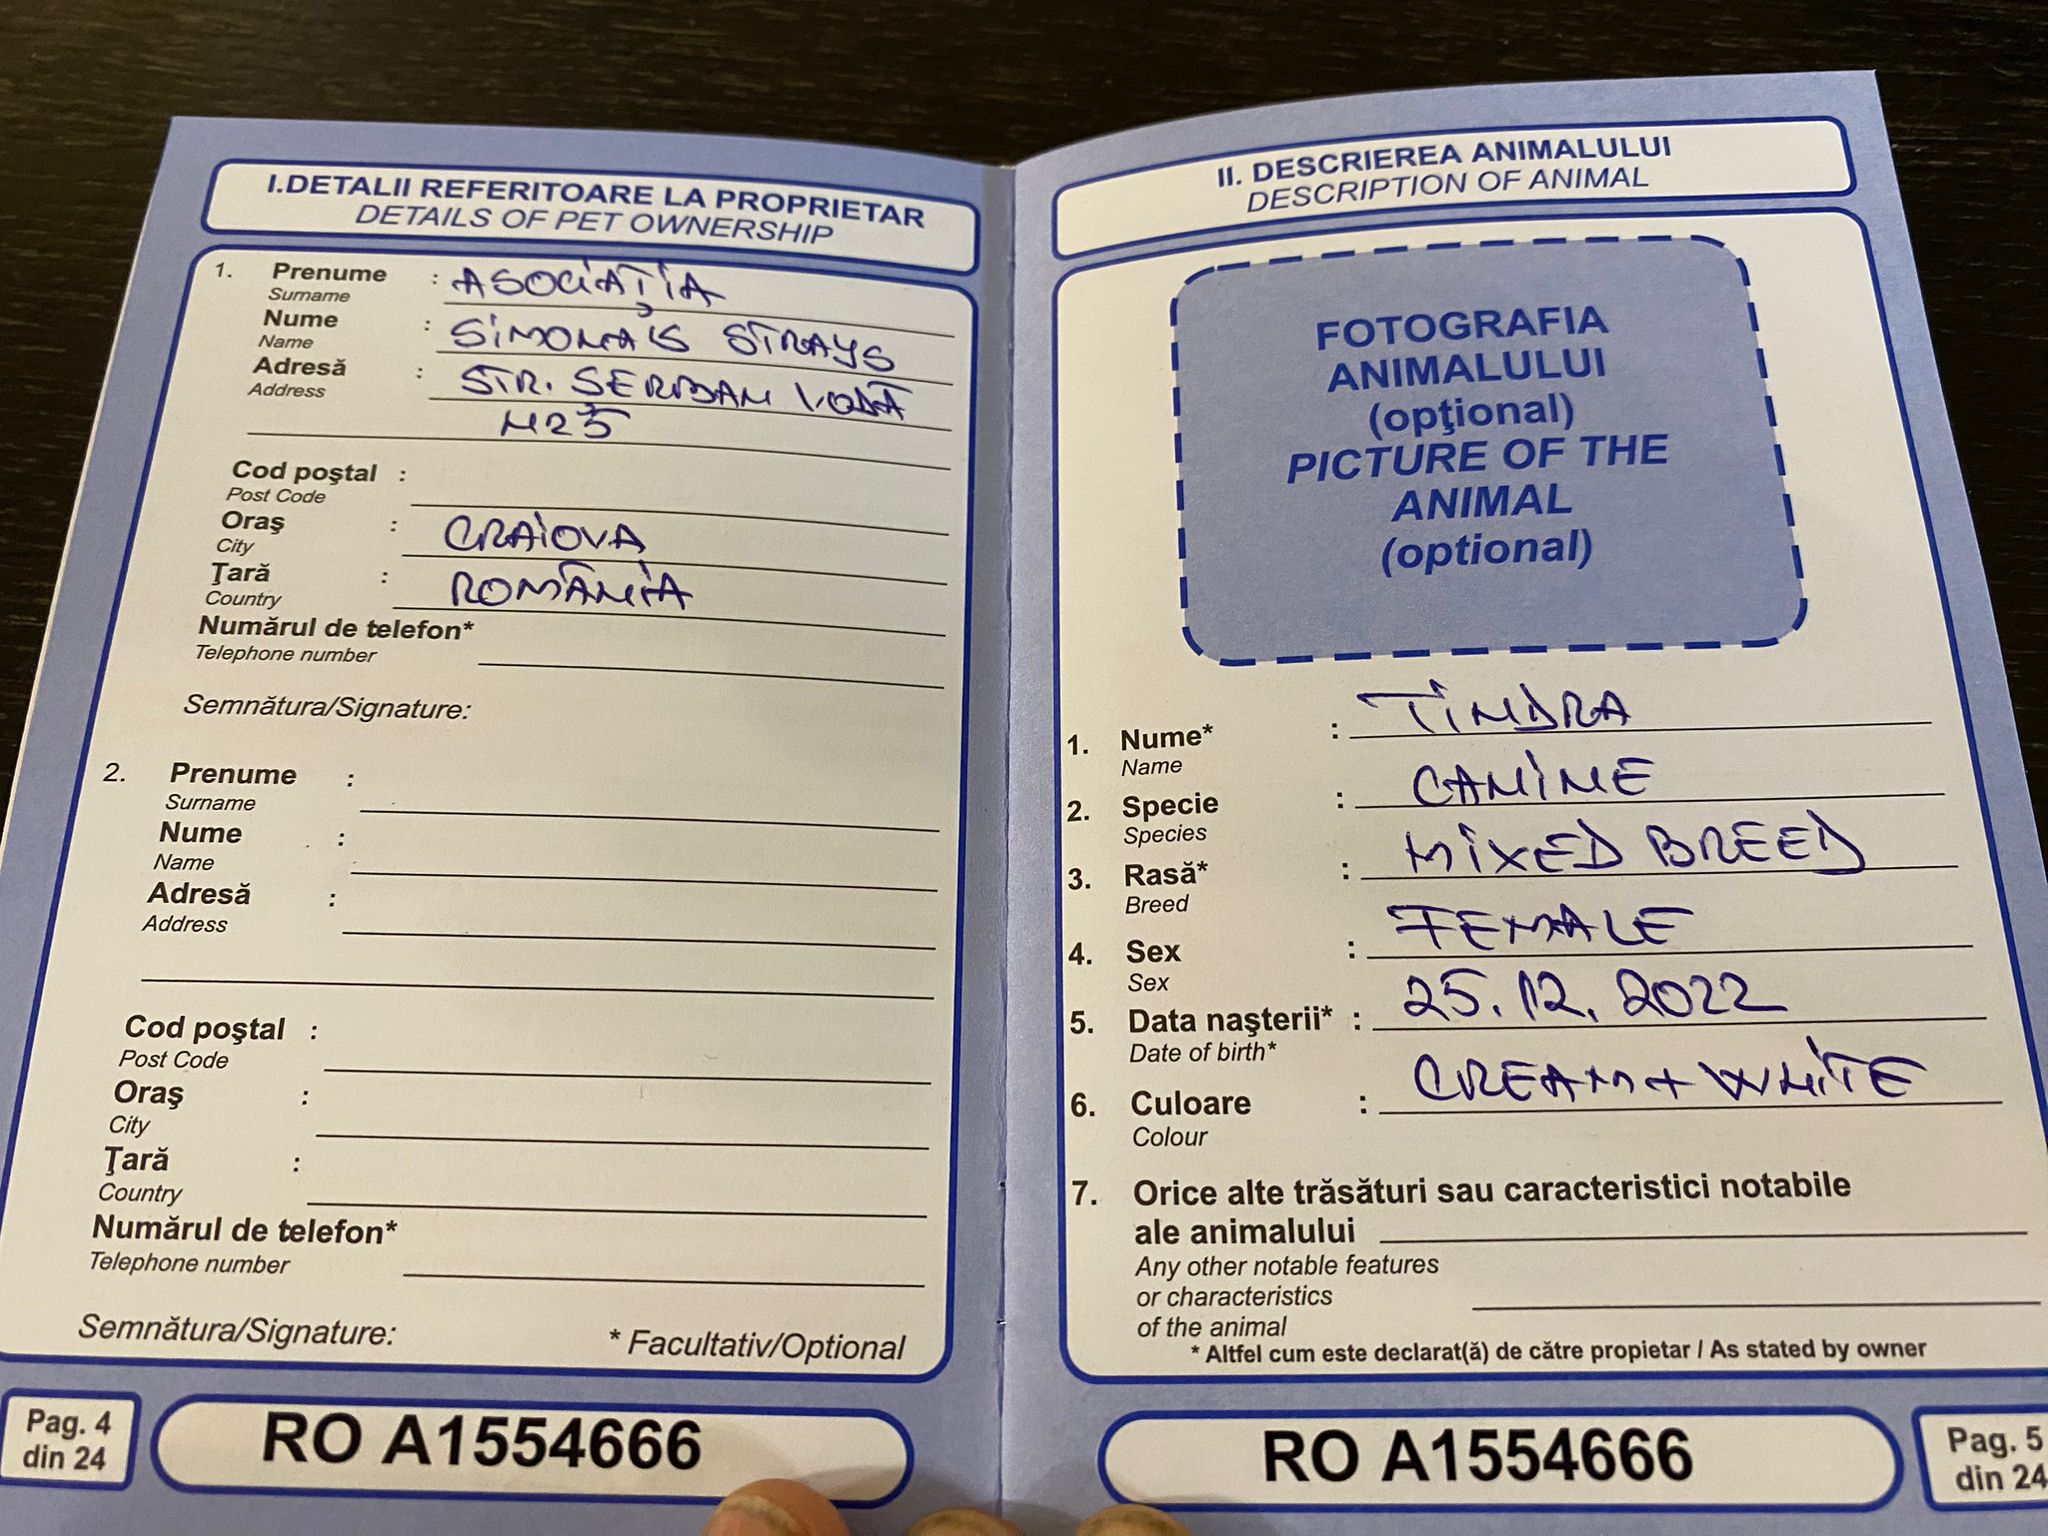 I.DETALII REFERITOARE LA PROPRIETAR
DETAILS OF PET OWNERSHIP
1. Prenume : ASOCIAȚIA
Surname
Nume : SIMONA'S STRAYS
Name
Adresă : STR. SERBAN VODĂ
Address
NR 5
Cod poştal :
Post Code
Oraş : CRAIOVA
City
Ţară : ROMÂNIA
Country
Numărul de telefon*
Telephone number
Semnătura/Signature:
2. Prenume :
Surname
Nume :
Name
Adresă :
Address
Cod poştal :
Post Code
Oraş :
City
Ţară :
Country
Numărul de telefon*
Telephone number
Semnătura/Signature: * Facultativ/Optional
Pag. 4
din 24
RO A1554666
II. DESCRIEREA ANIMALULUI
DESCRIPTION OF ANIMAL
FOTOGRAFIA
ANIMALULUI
(opţional)
PICTURE OF THE
ANIMAL
(optional)
1. Nume* : TINDRA
Name
2. Specie : CANINE
Species
3. Rasă* : MIXED BREED
Breed
4. Sex : FEMALE
Sex
5. Data naşterii* : 25.12.2022
Date of birth*
6. Culoare : CREAM + WHITE
Colour
7. Orice alte trăsături sau caracteristici notabile
ale animalului
Any other notable features
or characteristics
of the animal
* Altfel cum este declarat(ă) de către propietar / As stated by owner
RO A1554666
Pag. 5
din 24